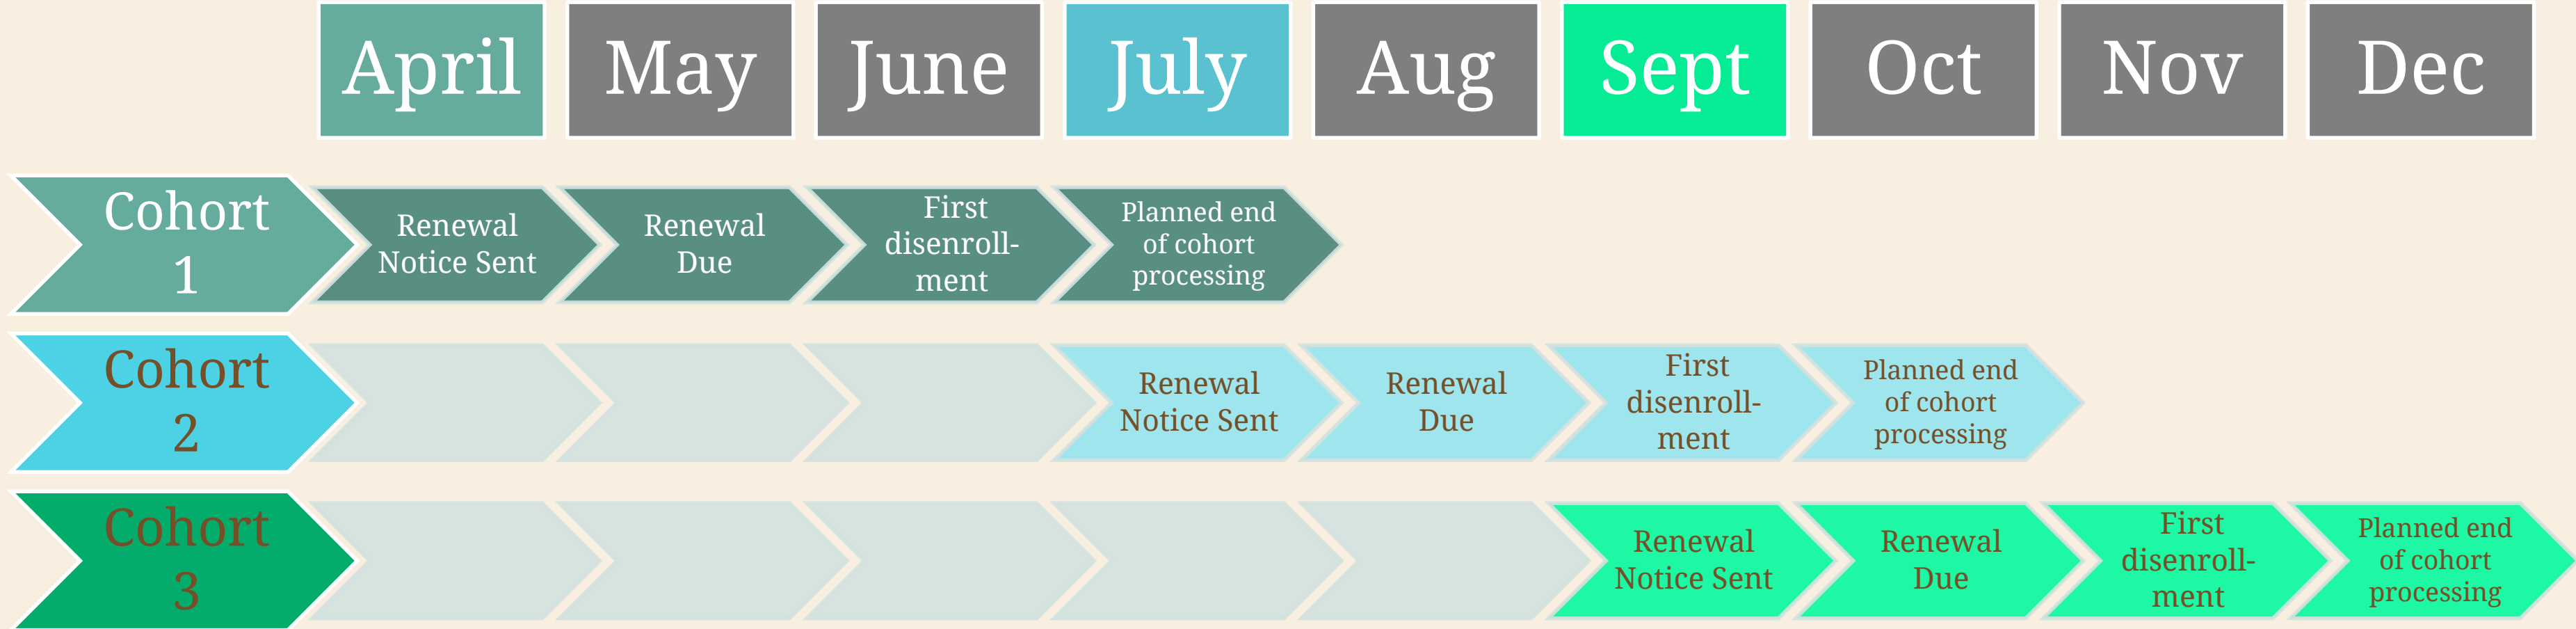 April May June July Aug Sept Oct Nov Dec
Cohort
1
Renewal
Notice Sent
Renewal
Due
First
disenroll-
ment
Planned end
of cohort
processing
Cohort
2
Renewal
Notice Sent
Renewal
Due
First
disenroll-
ment
Planned end
of cohort
processing
Cohort
3
Renewal
Notice Sent
Renewal
Due
First
disenroll-
ment
Planned end
of cohort
processing